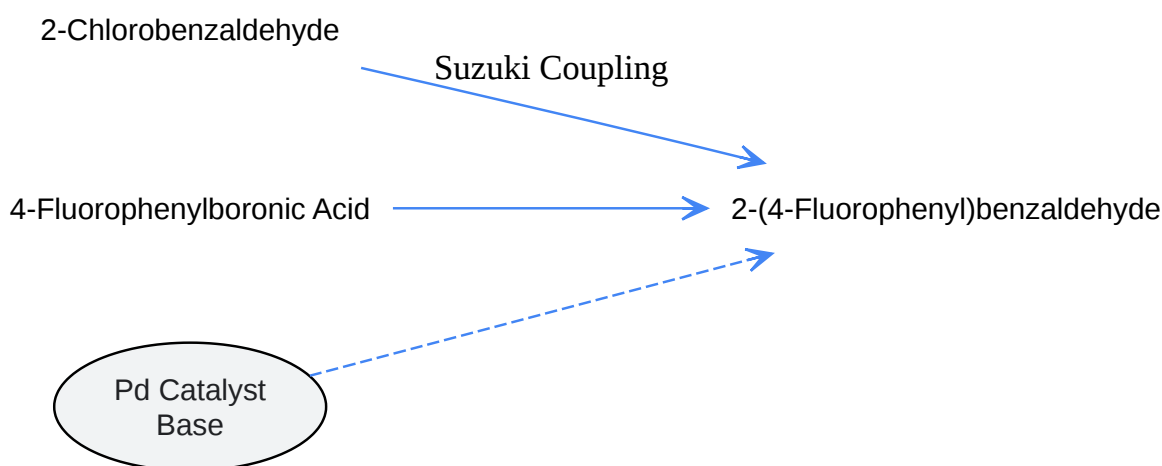 2-Chlorobenzaldehyde
Suzuki Coupling
4-Fluorophenylboronic Acid
2-(4-Fluorophenyl)benzaldehyde
Pd Catalyst
Base